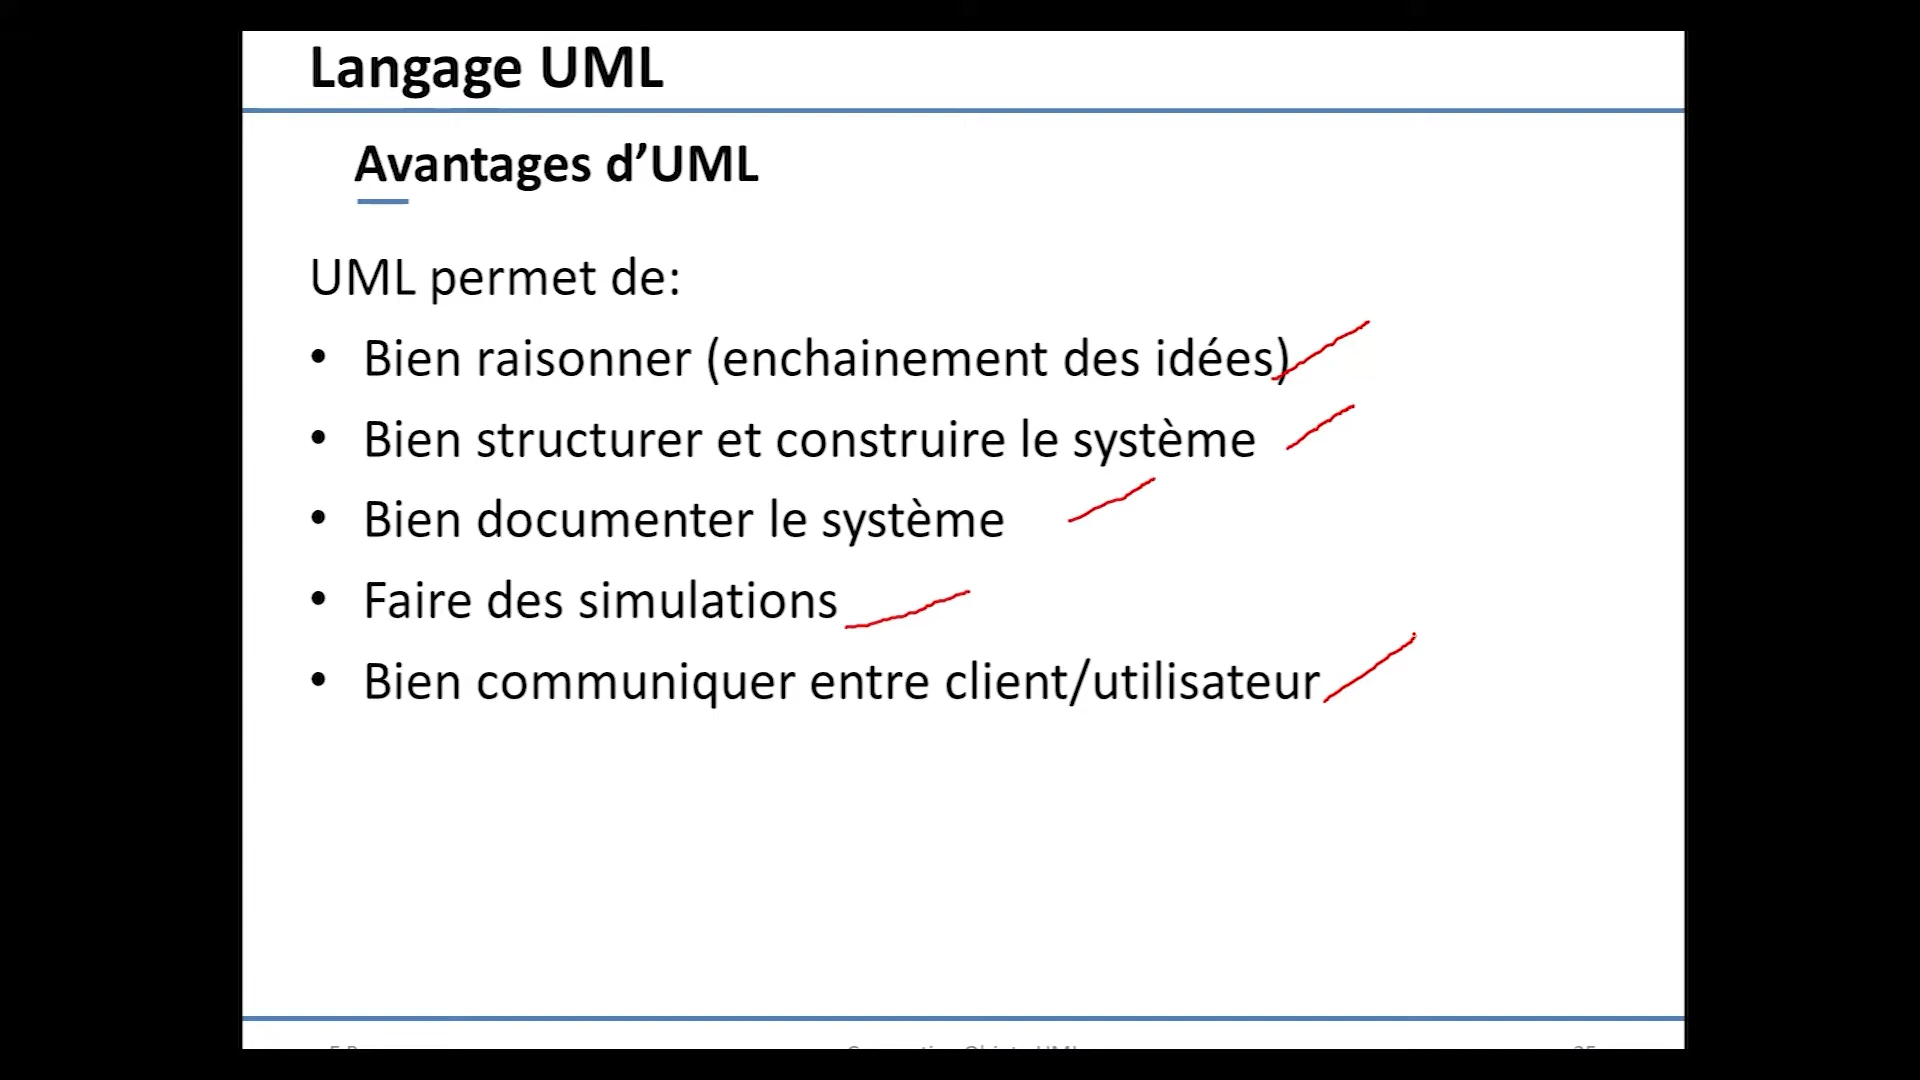 Langage UML
Avantages d’UML
UML permet de:
• Bien raisonner (enchainement des idées)
• Bien structurer et construire le système
• Bien documenter le système
• Faire des simulations
• Bien communiquer entre client/utilisateur